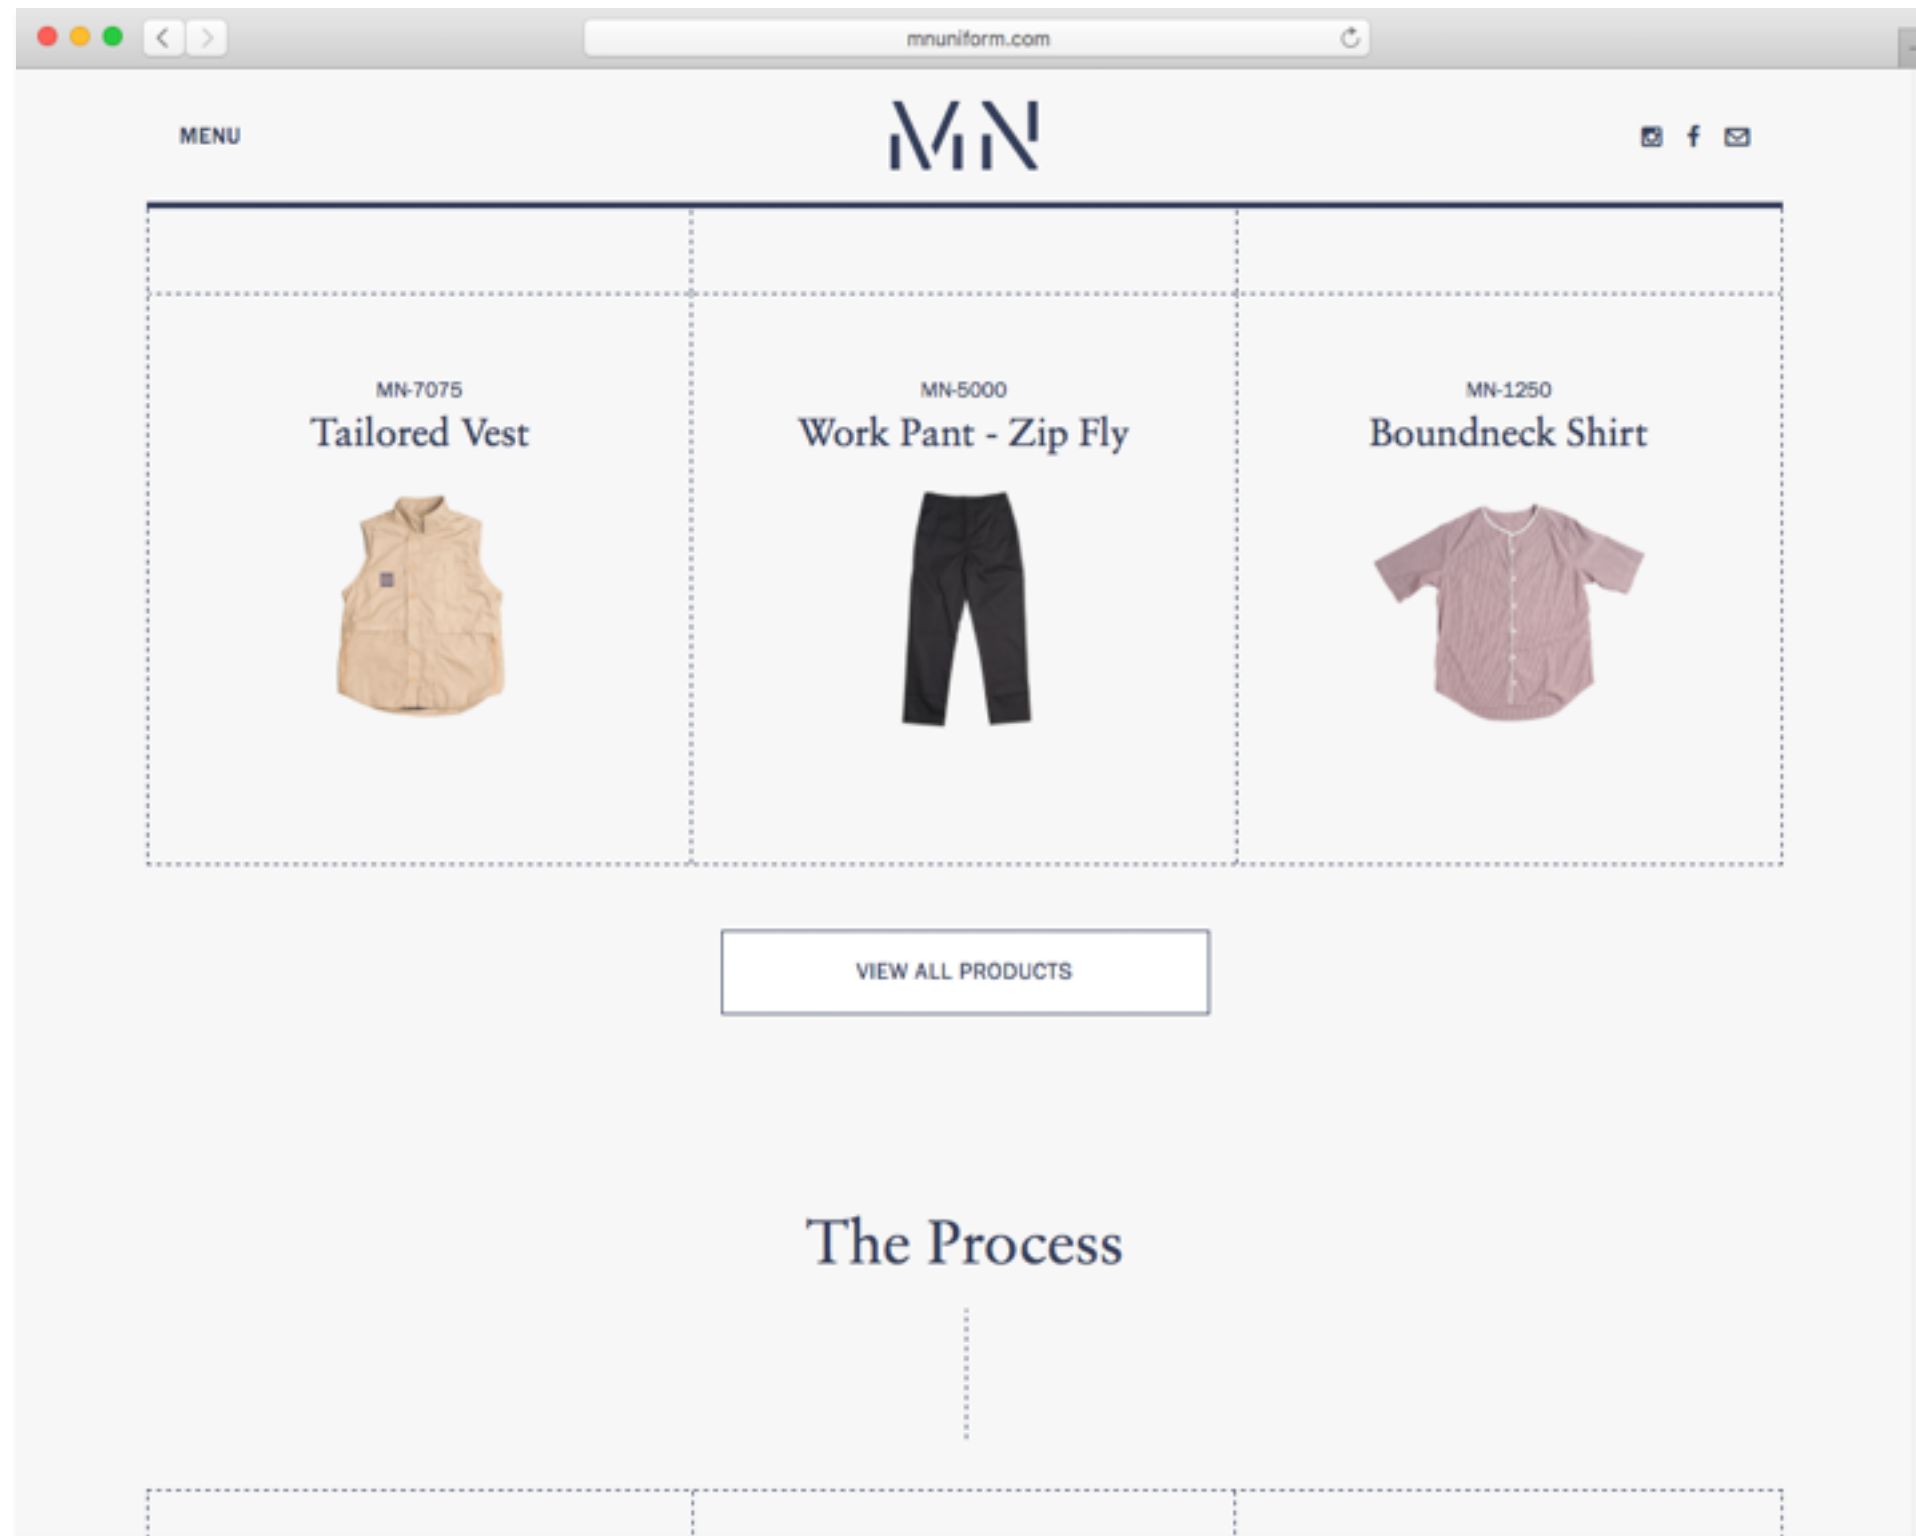 mnuniform.com
MENU
MN
MN-7075
Tailored Vest
MN-5000
Work Pant - Zip Fly
MN-1250
Boundneck Shirt
VIEW ALL PRODUCTS
The Process